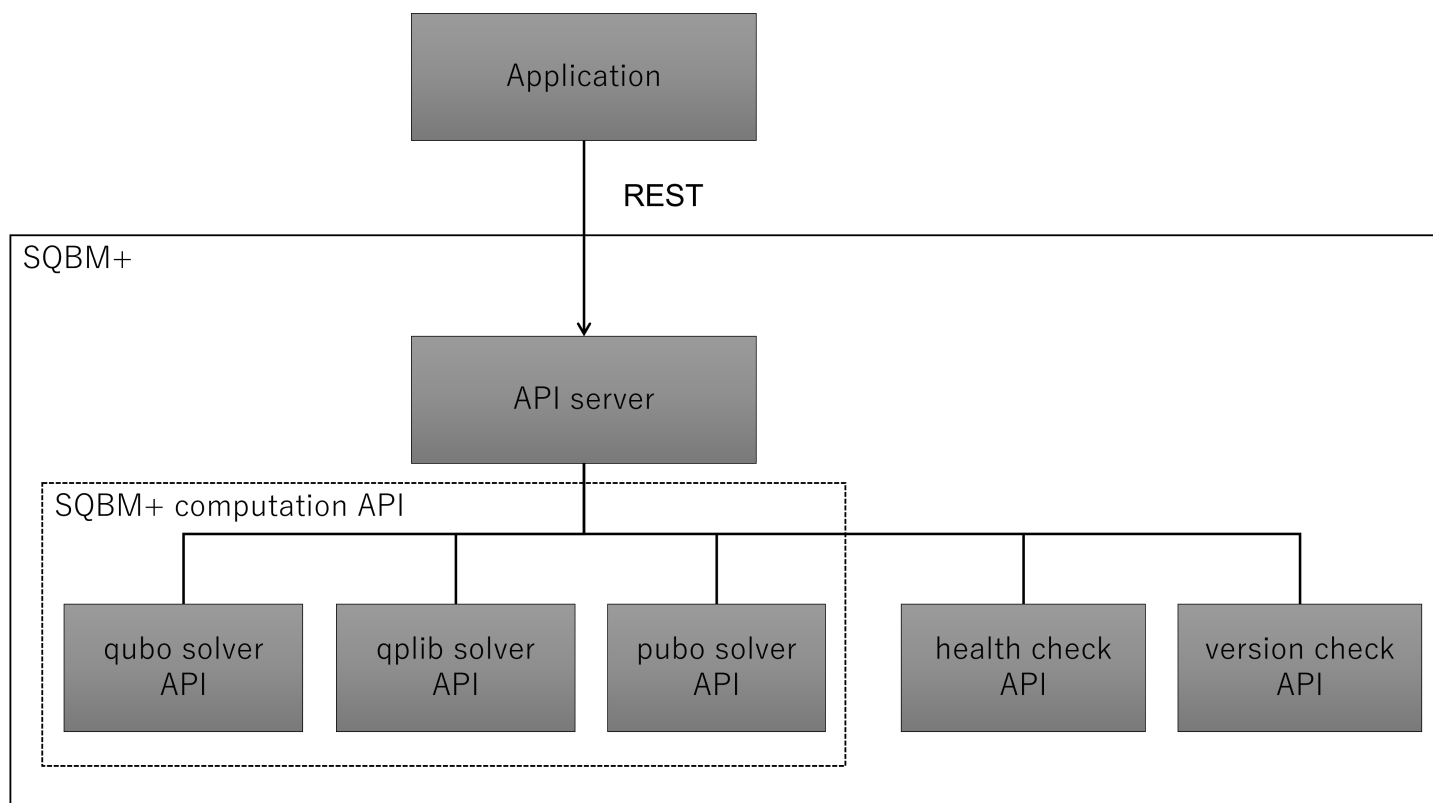 Application
REST
SQBM+
API server
SQBM+ computation API
qubo solver
API
qplib solver
API
pubo solver
API
health check
API
version check
API